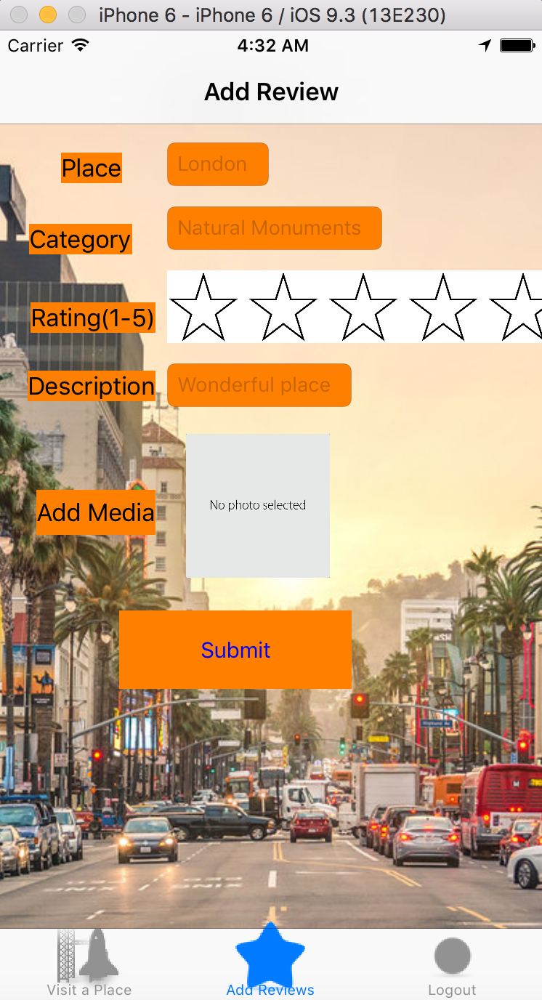 iPhone 6 - iPhone 6 / iOS 9.3 (13E230)
Carrier 4:32 AM
Add Review
Place London
Category Natural Monuments
Rating(1-5)
Description Wonderful place
Add Media No photo selected
Submit
Visit a Place Add Reviews Logout